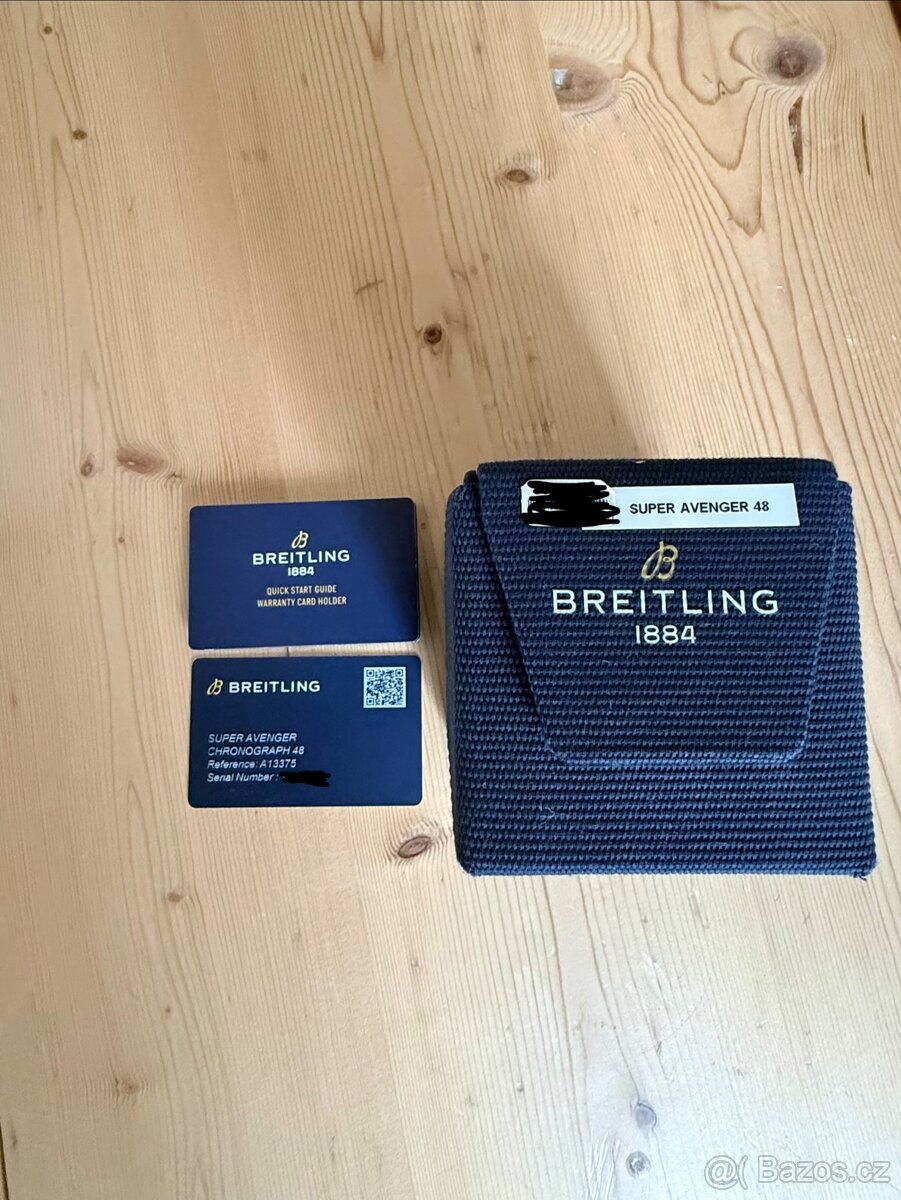 BREITLING
1884
QUICK START GUIDE
WARRANTY CARD HOLDER
BREITLING
SUPER AVENGER
CHRONOGRAPH 48
Reference: A13375
Serial Number :
SUPER AVENGER 48
BREITLING
1884
@( Bazos.cz